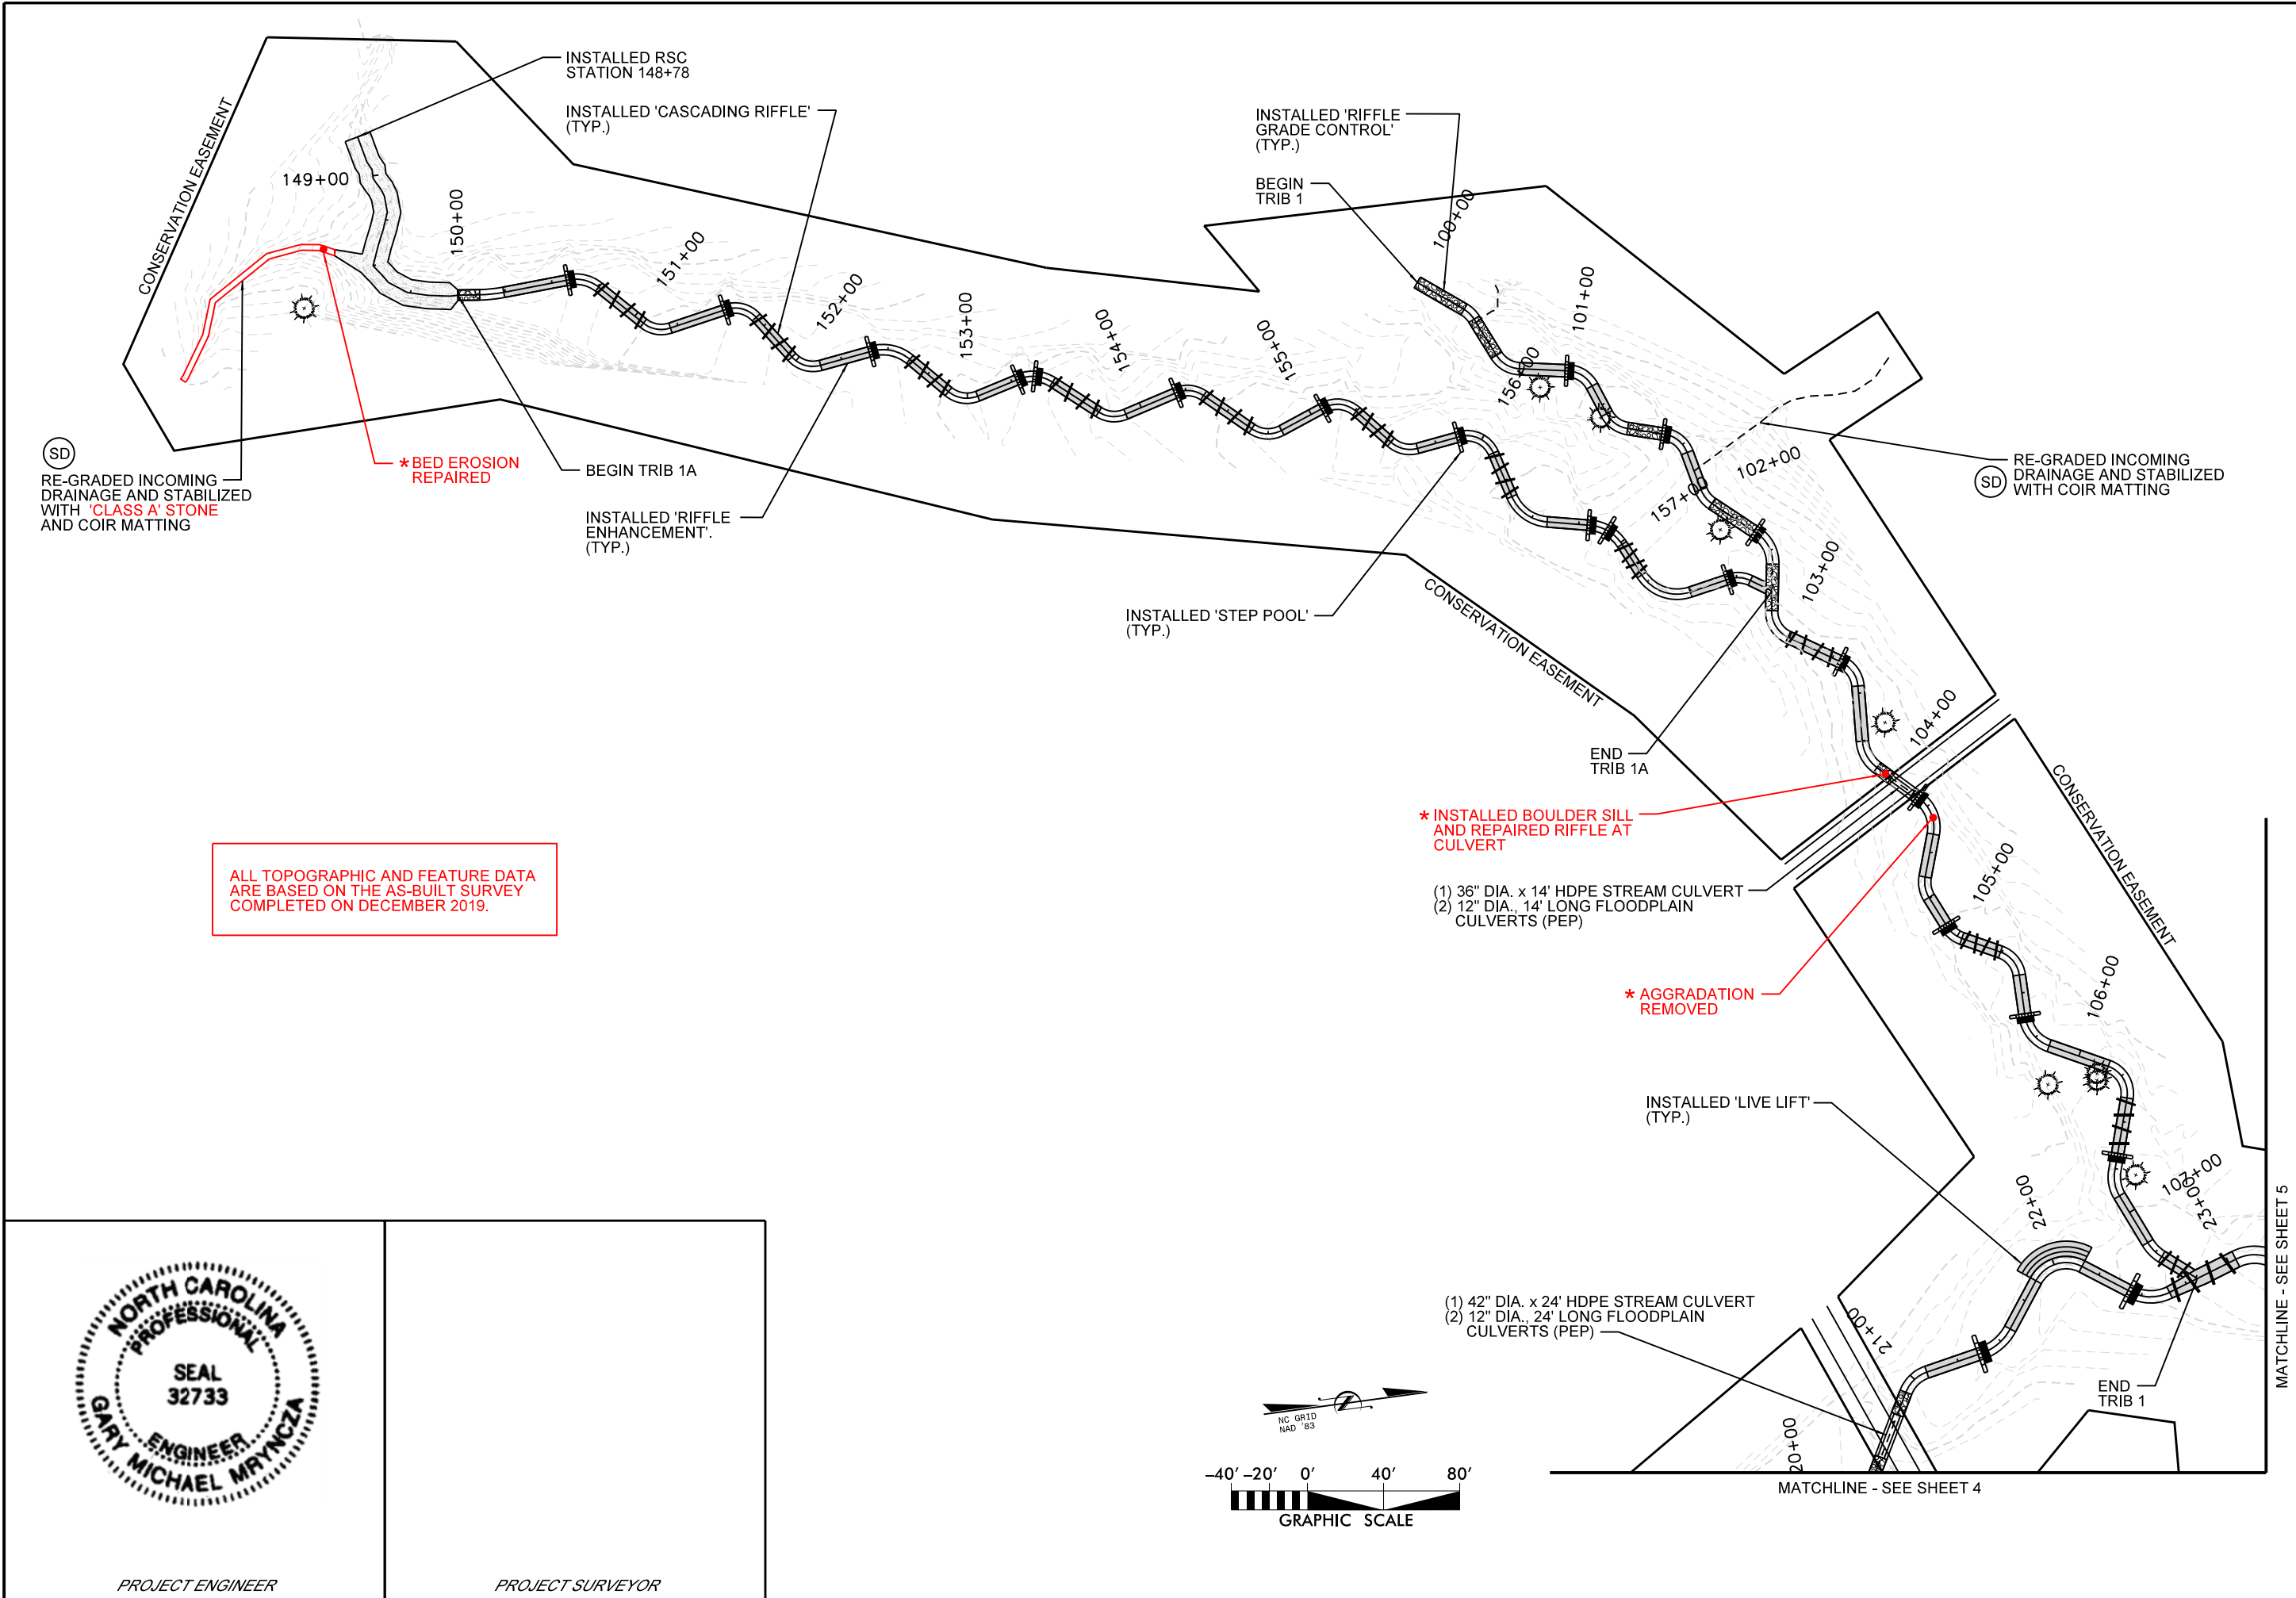 INSTALLED RSC
STATION 148+78
INSTALLED 'CASCADING RIFFLE'
(TYP.)
INSTALLED 'RIFFLE
GRADE CONTROL'
(TYP.)
BEGIN
TRIB 1
CONSERVATION EASEMENT
149+00
150+00
151+00
152+00
153+00
154+00
155+00
156+00
157+00
100+00
101+00
102+00
103+00
104+00
105+00
106+00
107+00
SD
RE-GRADED INCOMING
DRAINAGE AND STABILIZED
WITH 'CLASS A' STONE
AND COIR MATTING
* BED EROSION
REPAIRED
BEGIN TRIB 1A
INSTALLED 'RIFFLE
ENHANCEMENT'.
(TYP.)
RE-GRADED INCOMING
SD DRAINAGE AND STABILIZED
WITH COIR MATTING
INSTALLED 'STEP POOL'
(TYP.)
CONSERVATION EASEMENT
END
TRIB 1A
* INSTALLED BOULDER SILL
AND REPAIRED RIFFLE AT
CULVERT
CONSERVATION EASEMENT
(1) 36" DIA. x 14' HDPE STREAM CULVERT
(2) 12" DIA., 14' LONG FLOODPLAIN
CULVERTS (PEP)
ALL TOPOGRAPHIC AND FEATURE DATA
ARE BASED ON THE AS-BUILT SURVEY
COMPLETED ON DECEMBER 2019.
* AGGRADATION
REMOVED
INSTALLED 'LIVE LIFT'
(TYP.)
20+00
21+00
22+00
23+00
(1) 42" DIA. x 24' HDPE STREAM CULVERT
(2) 12" DIA., 24' LONG FLOODPLAIN
CULVERTS (PEP)
END
TRIB 1
MATCHLINE - SEE SHEET 5
MATCHLINE - SEE SHEET 4
NC GRID
NAD '83
-40' -20' 0' 40' 80'
GRAPHIC SCALE
NORTH CAROLINA
PROFESSIONAL
SEAL
32733
ENGINEER
GARY MICHAEL MRYNCZA
PROJECT ENGINEER
PROJECT SURVEYOR